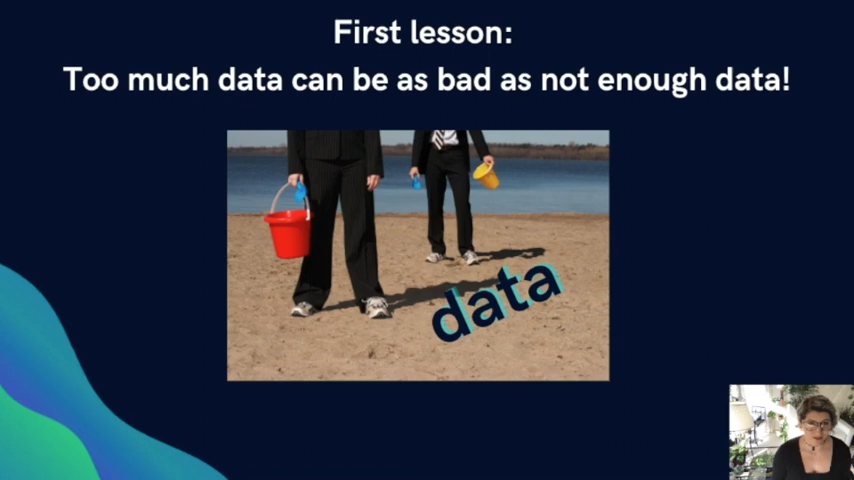 First lesson:
Too much data can be as bad as not enough data!
data